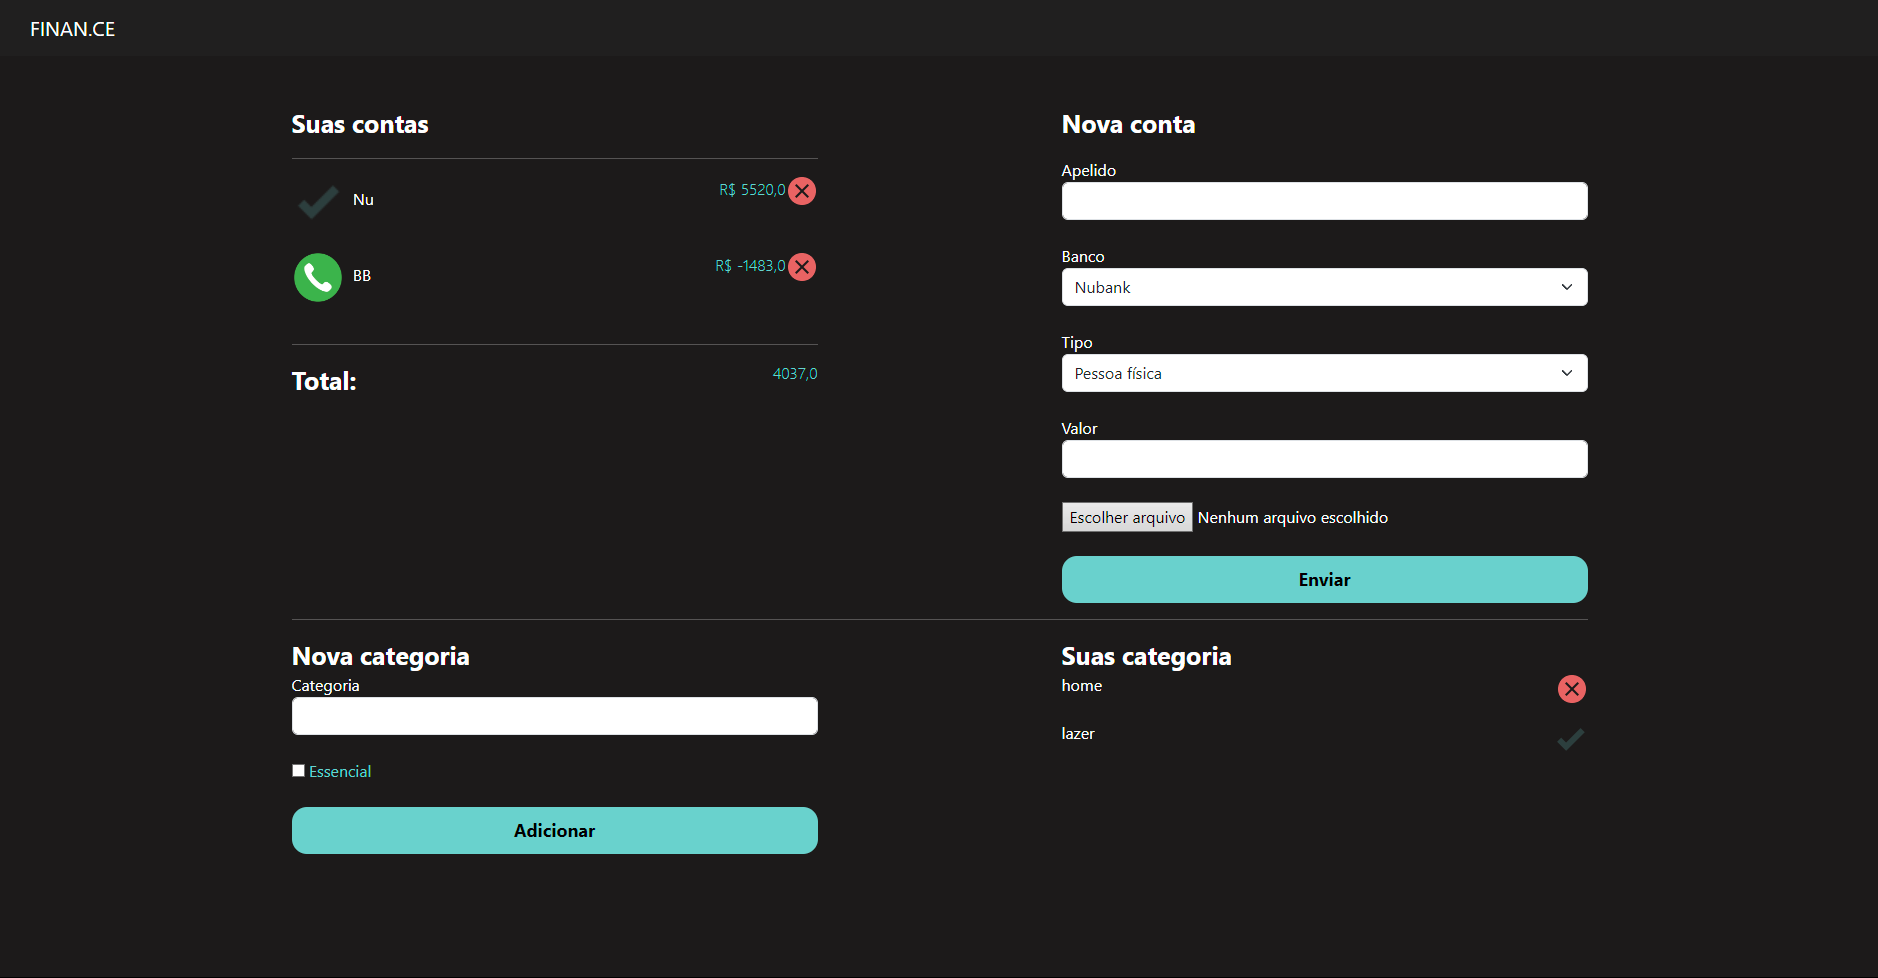 FINAN.CE
Suas contas
Nu
R$ 5520,0
BB
R$ -1483,0
Total:
4037,0
Nova conta
Apelido
Banco
Nubank
Tipo
Pessoa física
Valor
Escolher arquivo Nenhum arquivo escolhido
Enviar
Nova categoria
Categoria
Essencial
Adicionar
Suas categoria
home
lazer